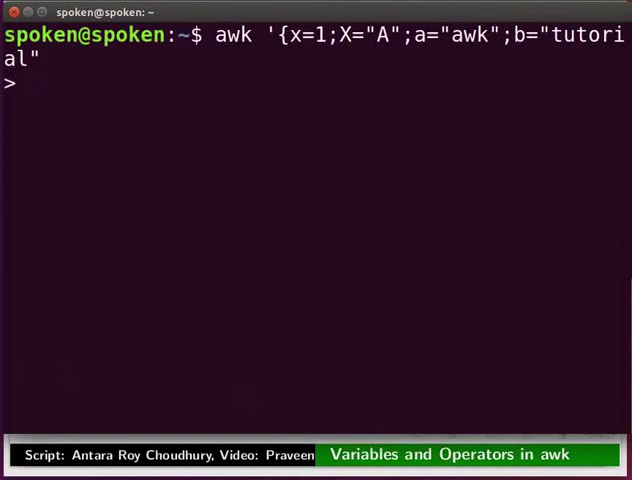 spoken@spoken: ~
spoken@spoken:~$ awk '{x=1;X="A";a="awk";b="tutori
al"
>
Script: Antara Roy Choudhury, Video: Praveen
Variables and Operators in awk